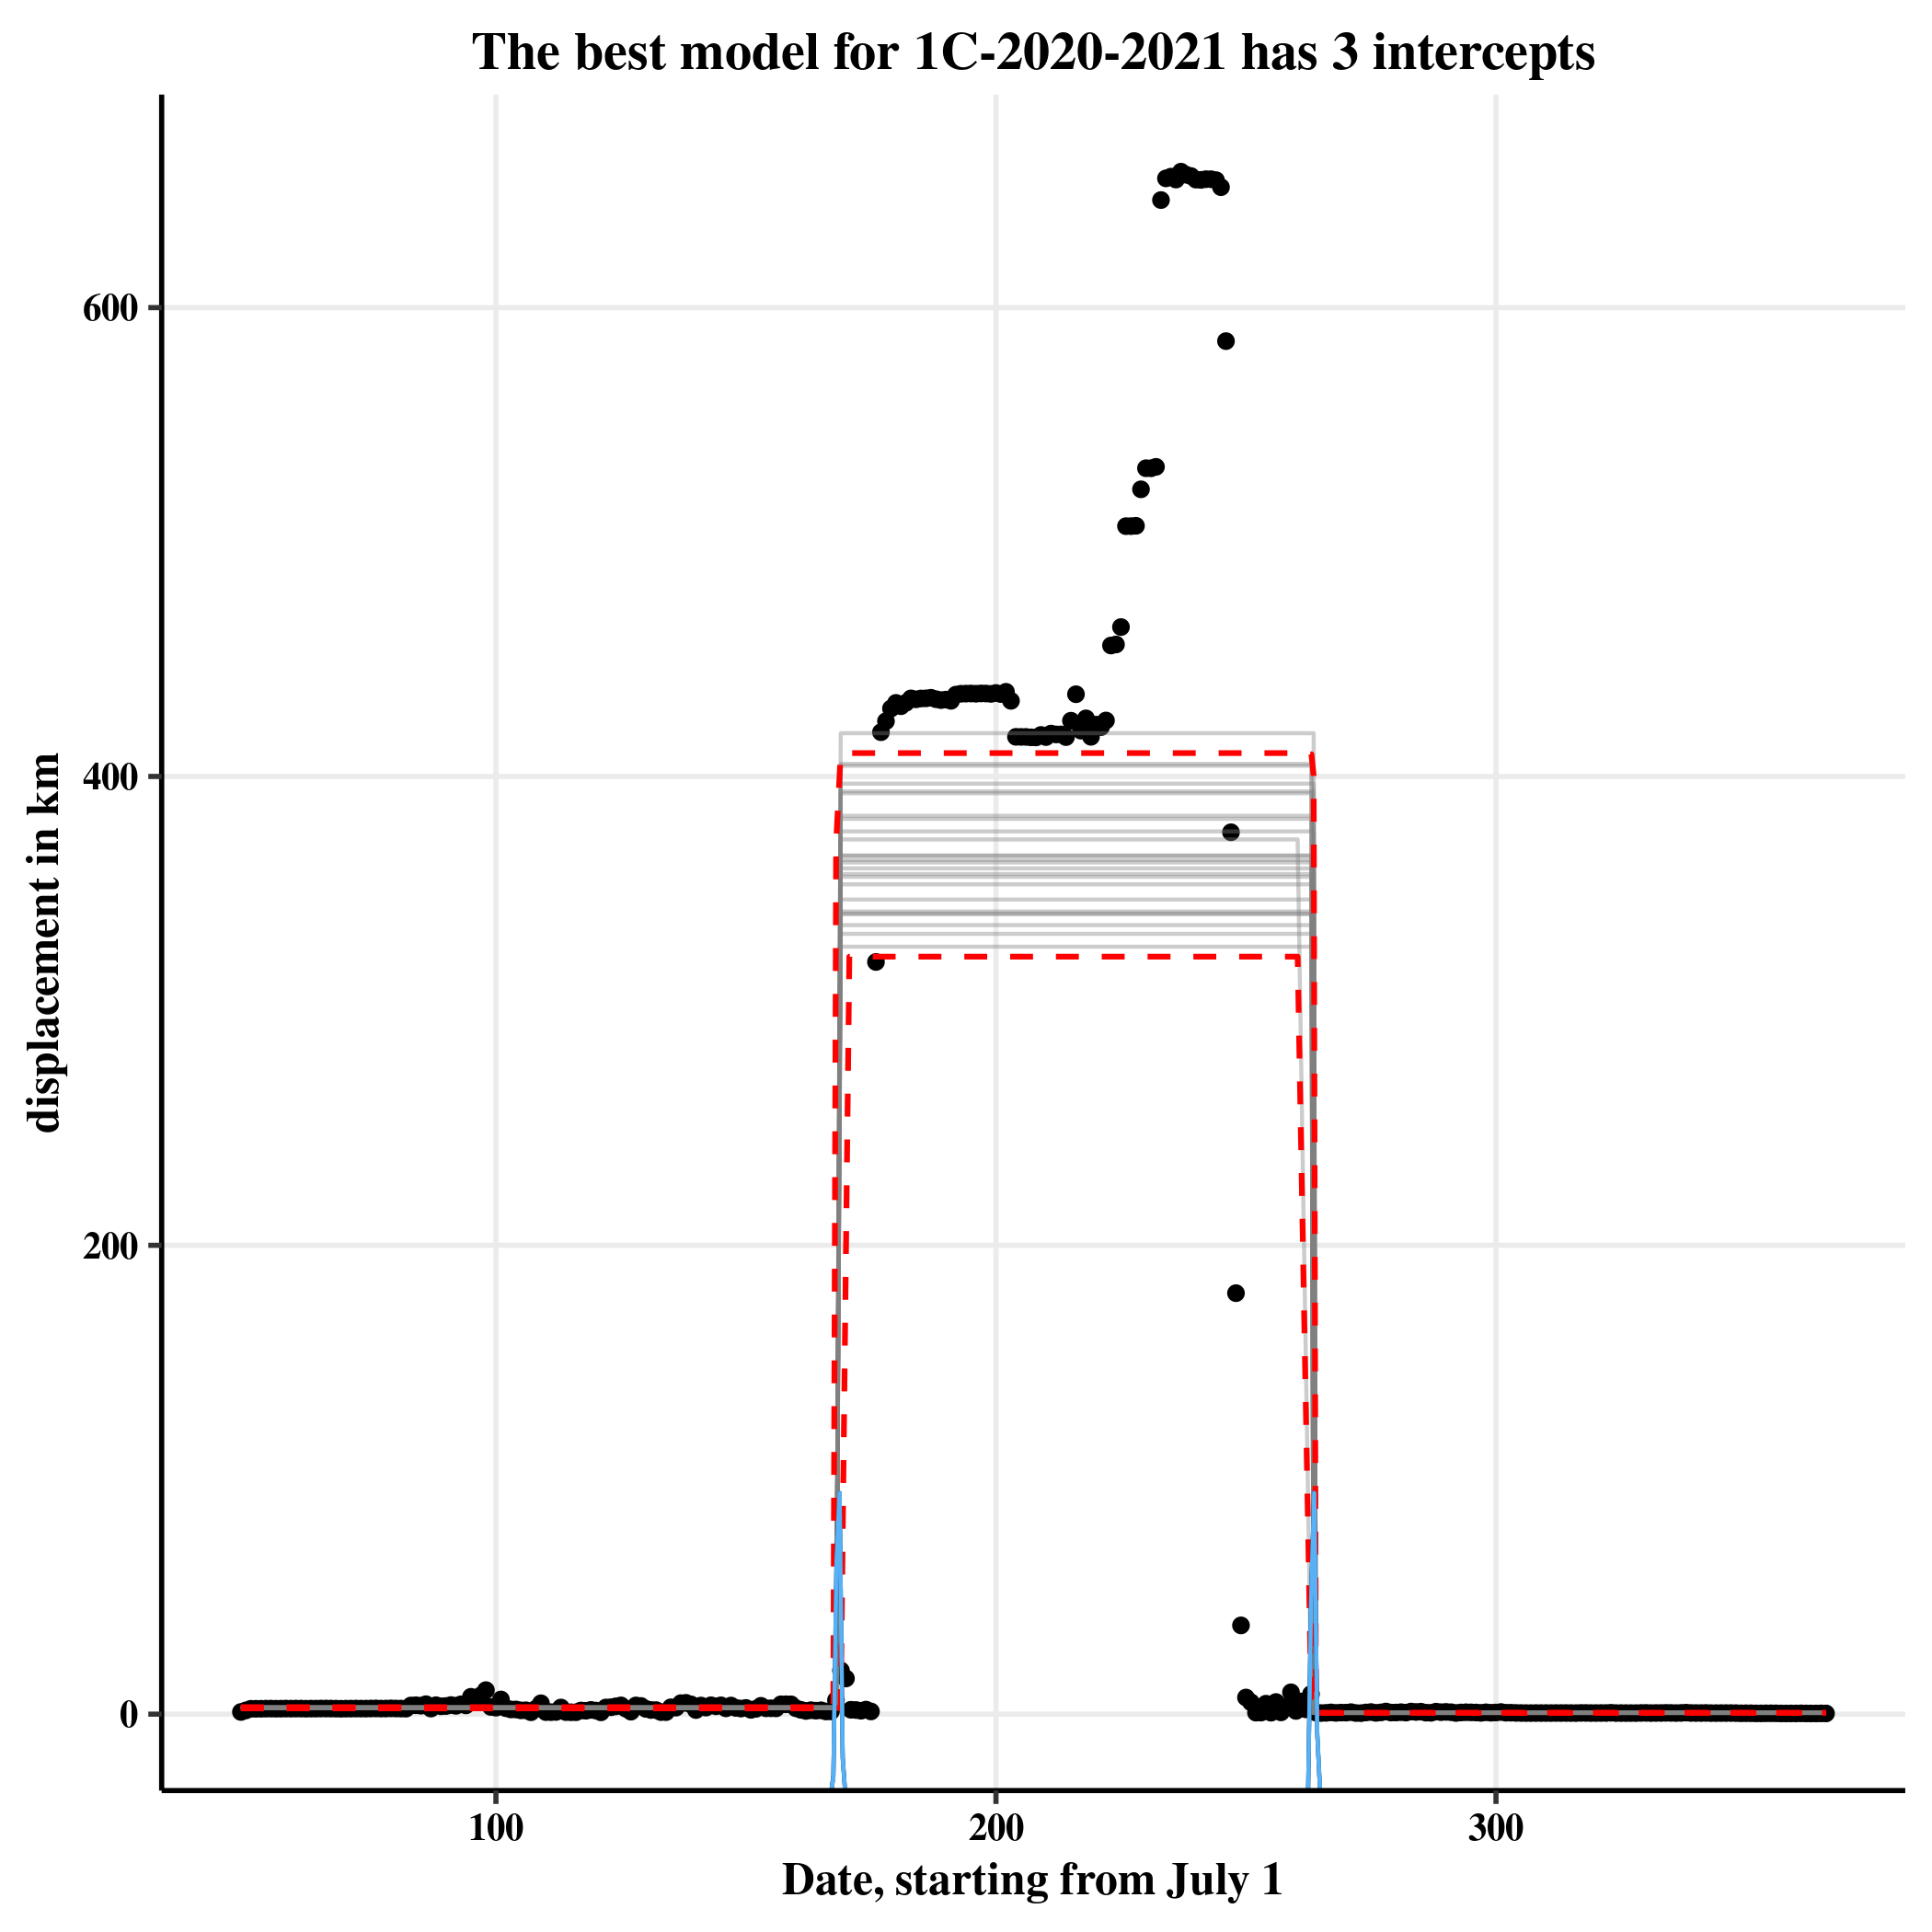 The best model for 1C-2020-2021 has 3 intercepts
displacement in km
600
400
200
0
100 200 300
Date, starting from July 1